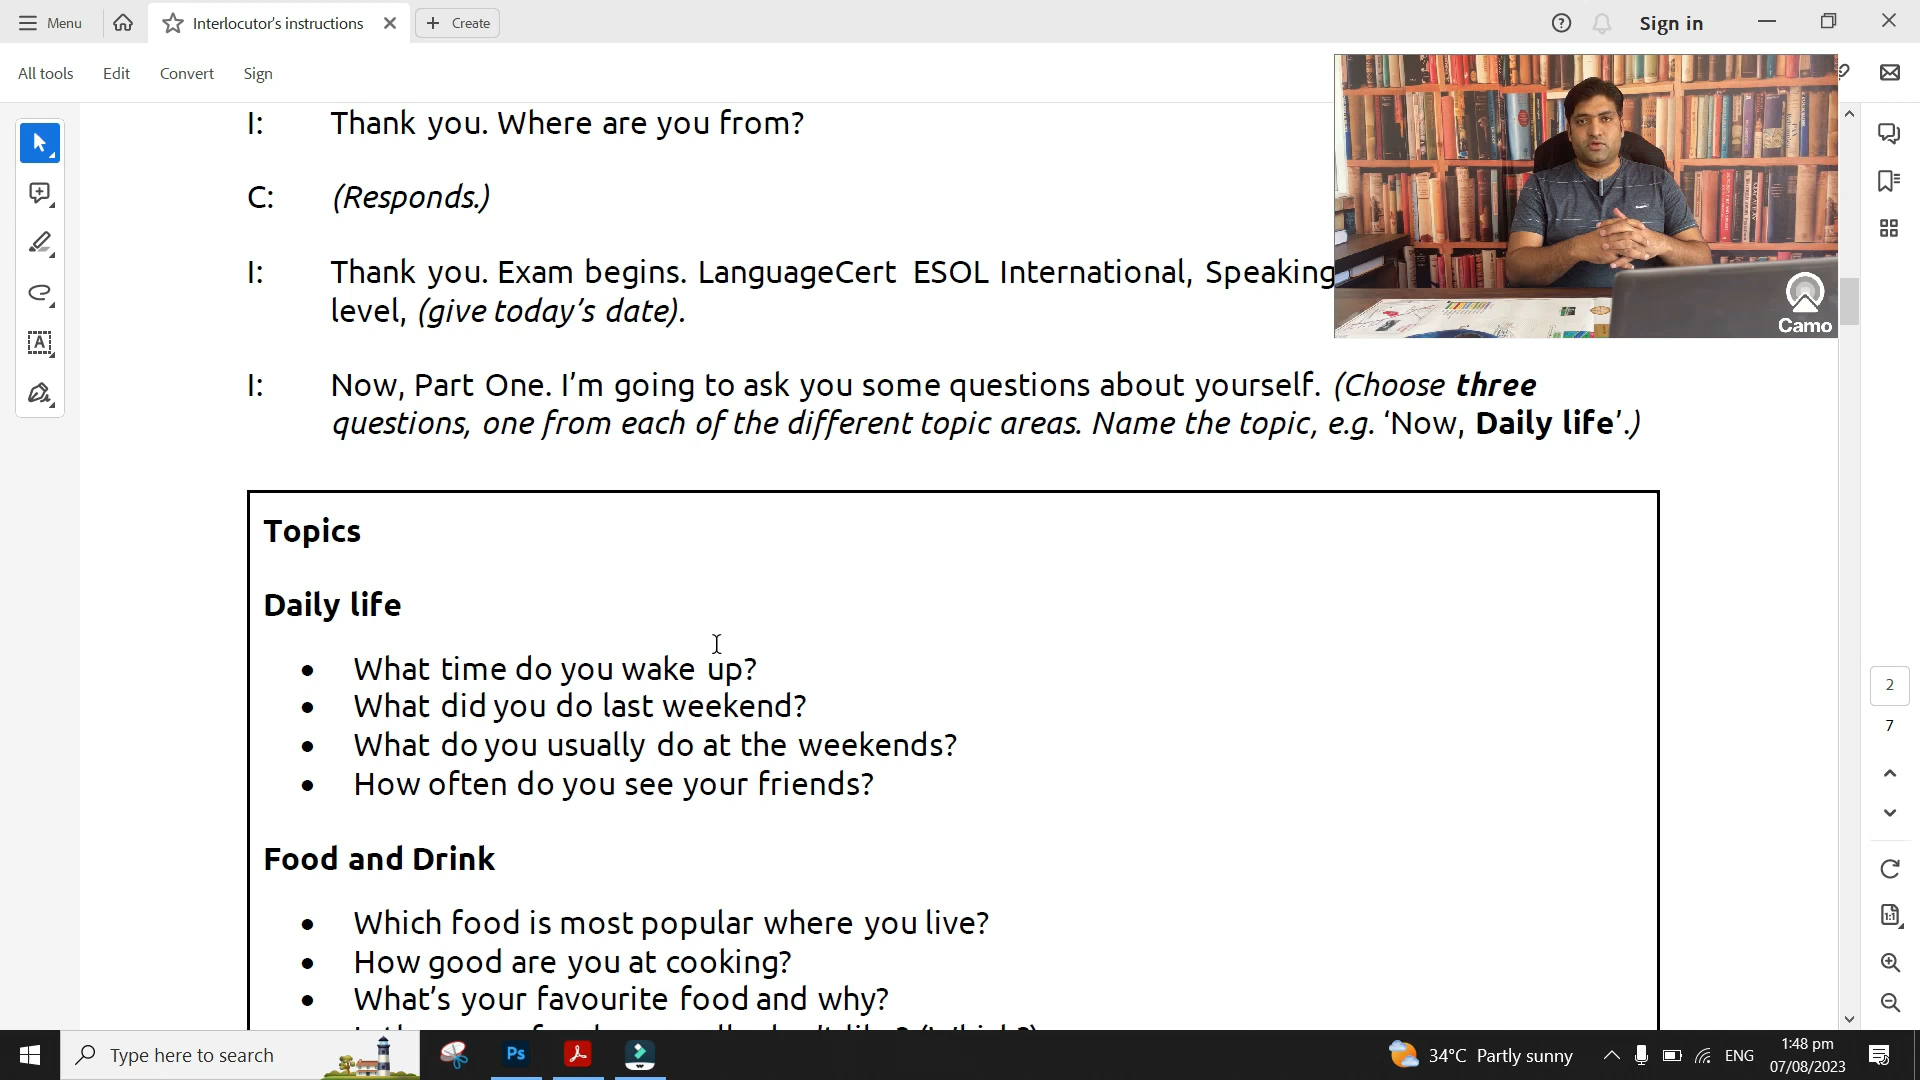 Menu
Interlocutor's instructions
Create
Sign in
All tools
Edit
Convert
Sign
I: Thank you. Where are you from?
C: (Responds.)
I: Thank you. Exam begins. LanguageCert ESOL International, Speaking
level, (give today's date).
I: Now, Part One. I'm going to ask you some questions about yourself. (Choose three
questions, one from each of the different topic areas. Name the topic, e.g. 'Now, Daily life'.)
Topics
Daily life
• What time do you wake up?
• What did you do last weekend?
• What do you usually do at the weekends?
• How often do you see your friends?
Food and Drink
• Which food is most popular where you live?
• How good are you at cooking?
• What's your favourite food and why?
Camo
2
7
Type here to search
Ps
34°C Partly sunny
ENG
1:48 pm
07/08/2023